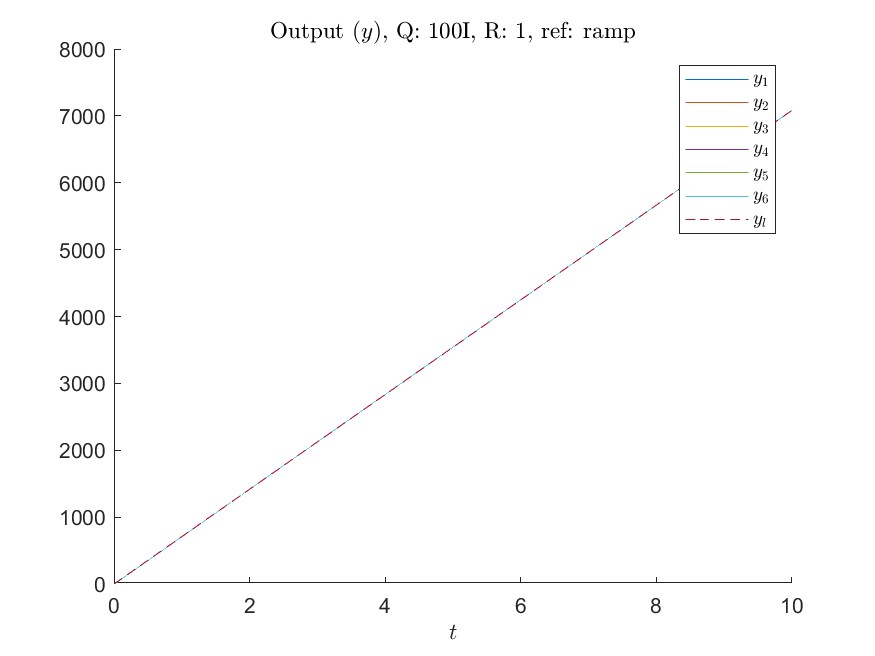 Output (y), Q: 100I, R: 1, ref: ramp
8000
7000
6000
5000
4000
3000
2000
1000
0
y₁
y₂
y₃
y₄
y₅
y₆
yₗ
0 2 4 6 8 10
t